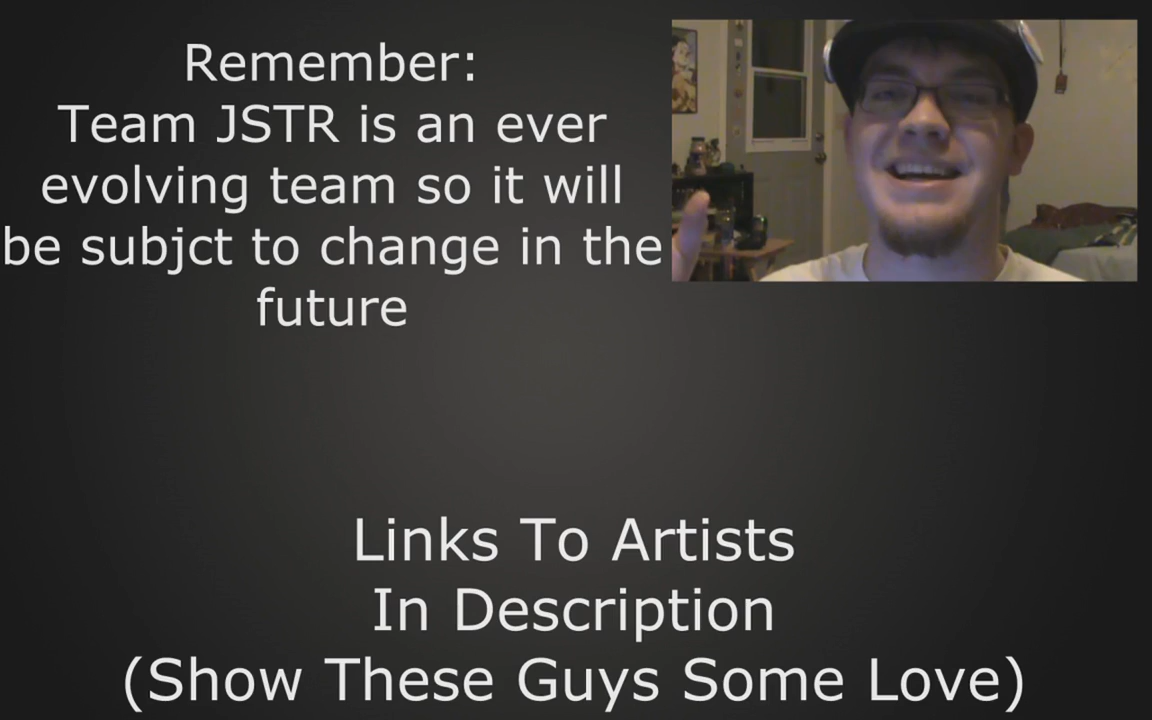 Remember:
Team JSTR is an ever
evolving team so it will
be subjct to change in the
future
Links To Artists
In Description
(Show These Guys Some Love)